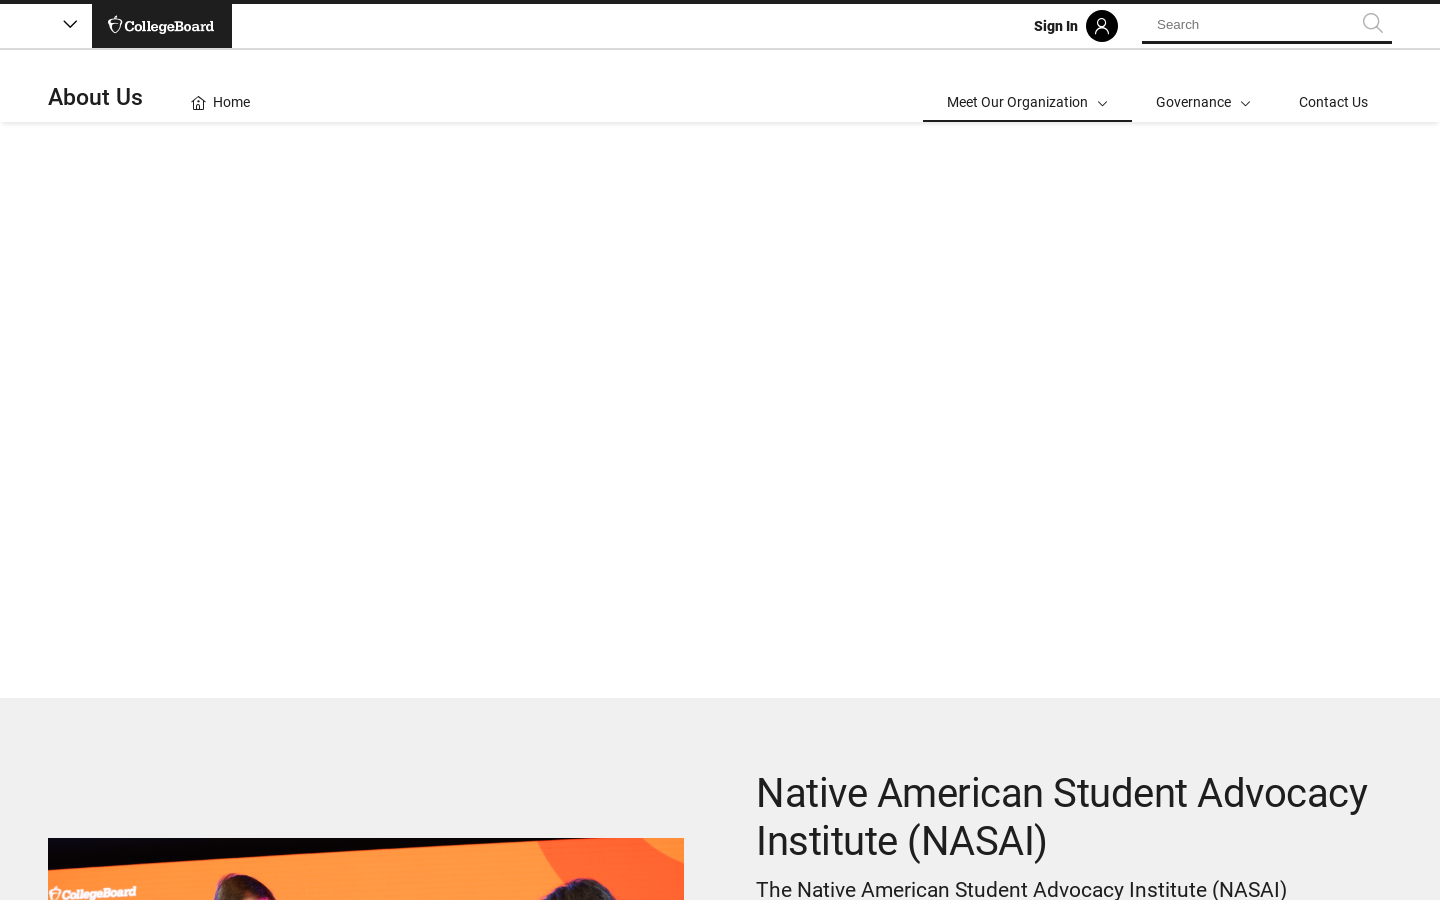 CollegeBoard
Sign In
Search
About Us
Home
Meet Our Organization
Governance
Contact Us
Native American Student Advocacy
Institute (NASAI)
The Native American Student Advocacy Institute (NASAI)
CollegeBoard